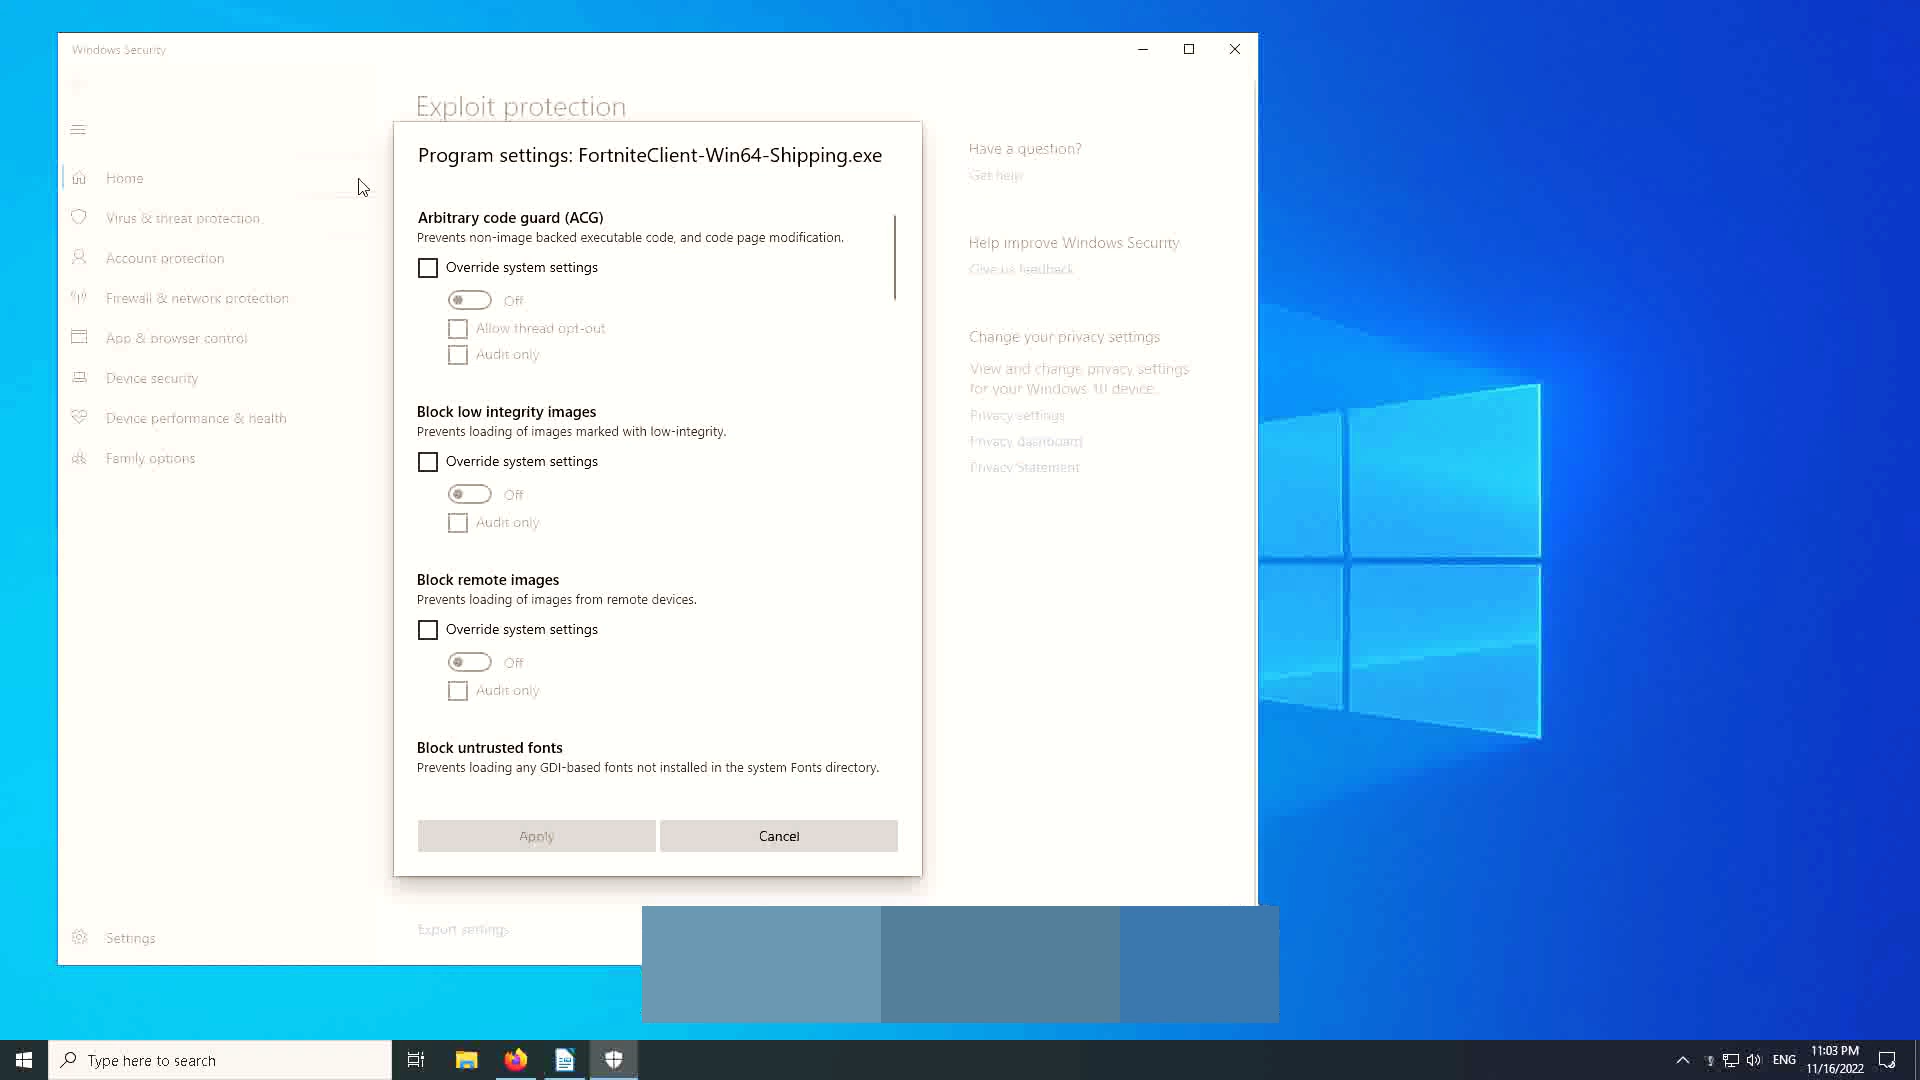 Windows Security
Exploit protection
Program settings: FortniteClient-Win64-Shipping.exe
Home
Virus & threat protection
Account protection
Firewall & network protection
App & browser control
Device security
Device performance & health
Family options
Settings
Arbitrary code guard (ACG)
Prevents non-image backed executable code, and code page modification.
Override system settings
Off
Allow thread opt-out
Audit only
Block low integrity images
Prevents loading of images marked with low-integrity.
Override system settings
Off
Audit only
Block remote images
Prevents loading of images from remote devices.
Override system settings
Off
Audit only
Block untrusted fonts
Prevents loading any GDI-based fonts not installed in the system Fonts directory.
Apply
Cancel
Export settings
Have a question?
Get help
Help improve Windows Security
Give us feedback
Change your privacy settings
View and change privacy settings
for your Windows 10 device.
Privacy settings
Privacy dashboard
Privacy Statement
Type here to search
ENG
11:03 PM
11/16/2022